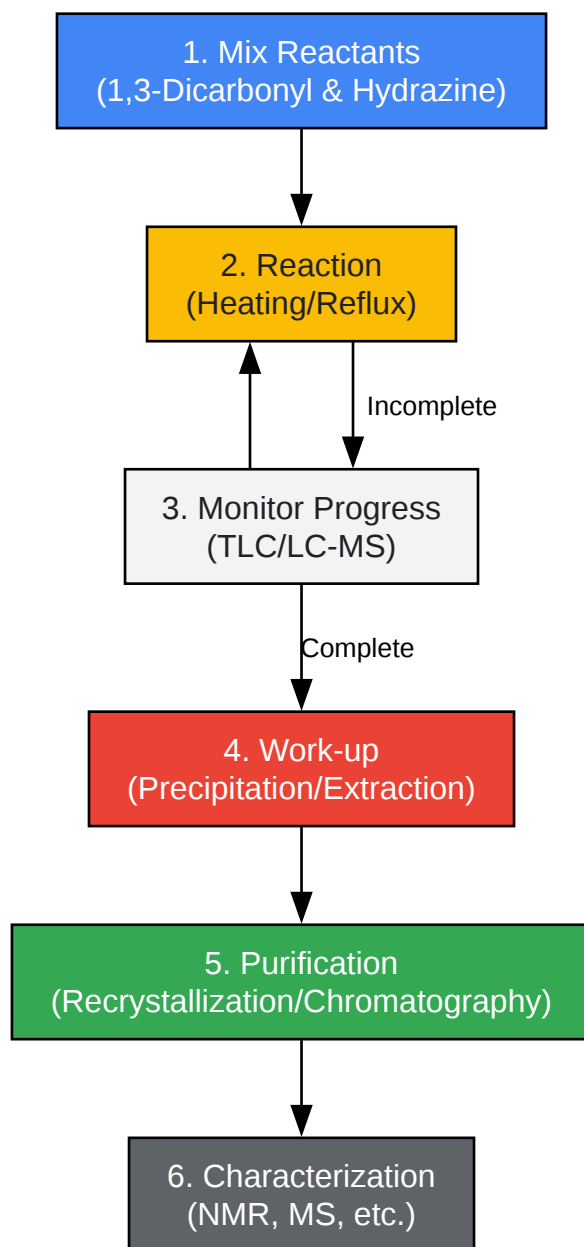 1. Mix Reactants
(1,3-Dicarbonyl & Hydrazine)
2. Reaction
(Heating/Reflux)
Incomplete
3. Monitor Progress
(TLC/LC-MS)
Complete
4. Work-up
(Precipitation/Extraction)
5. Purification
(Recrystallization/Chromatography)
6. Characterization
(NMR, MS, etc.)